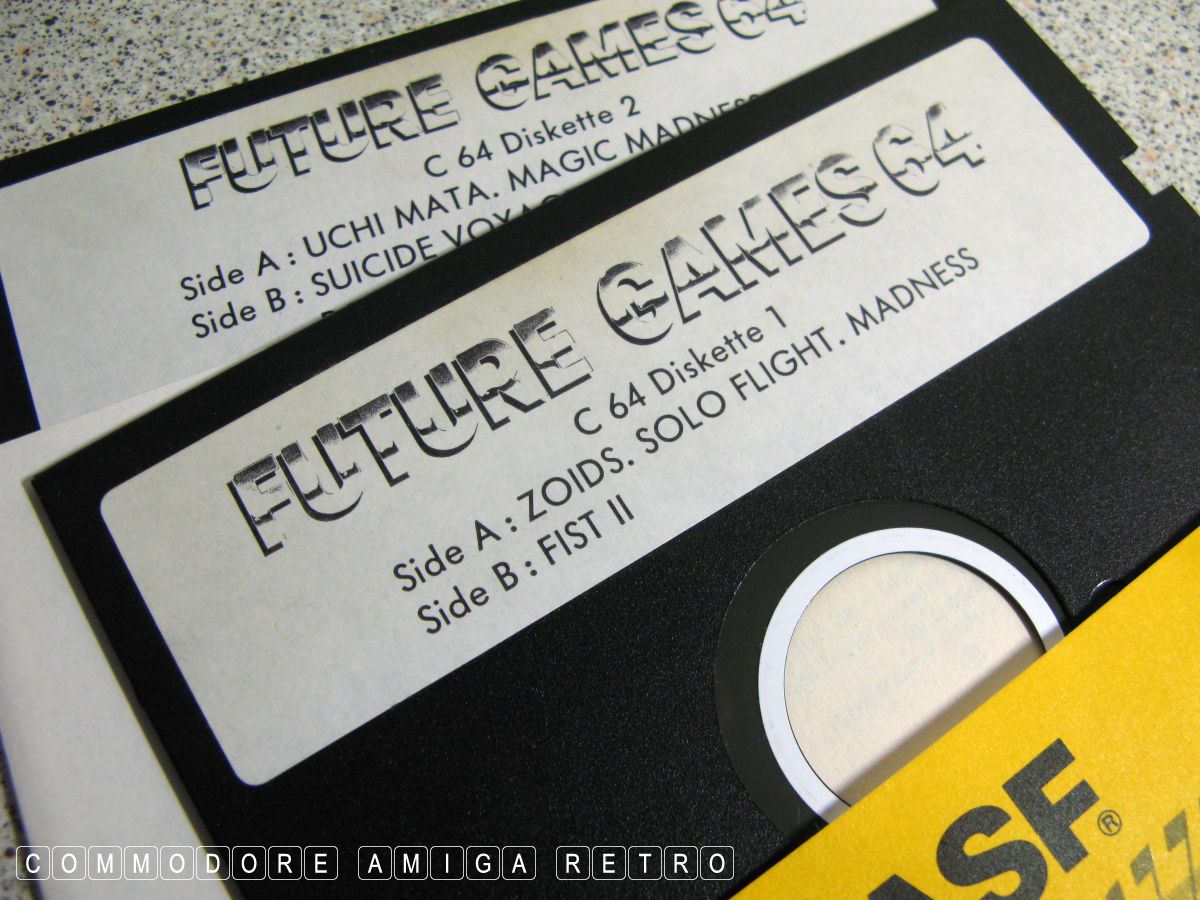 FUTURE GAMES 64
C 64 Diskette 2
Side A : UCHI MATA. MAGIC MADNESS
Side B : SUICIDE
FUTURE GAMES 64
C 64 Diskette 1
Side A : ZOIDS. SOLO FLIGHT. MADNESS
Side B : FIST II
ASF®
COMMODORE AMIGA RETRO